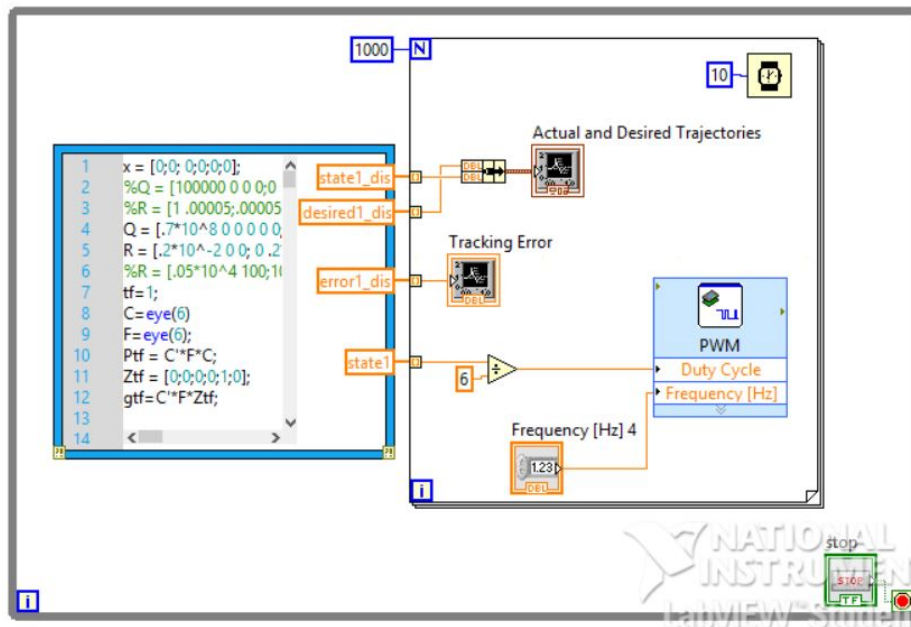 1000
N
10
Actual and Desired Trajectories
1 x = [0;0; 0;0;0;0];
2 %Q = [100000 0 0 0;0
3 %R = [1 .00005;.00005
4 Q = [.7*10^8 0 0 0 0 0;
5 R = [.2*10^-2 0 0; 0 .2
6 %R = [.05*10^4 100;10
7 tf=1;
8 C=eye(6)
9 F=eye(6);
10 Ptf = C'*F*C;
11 Ztf = [0;0;0;0;1;0];
12 gtf=C'*F*Ztf;
13
14
state1_dis
desired1_dis
error1_dis
state1
DBL
DBL
Tracking Error
DBL
6
÷
PWM
Duty Cycle
Frequency [Hz]
Frequency [Hz] 4
1.23
DBL
i
NATIONAL
INSTRUMEN
LabVIEW™ Studen
stop
STOP
TF
i